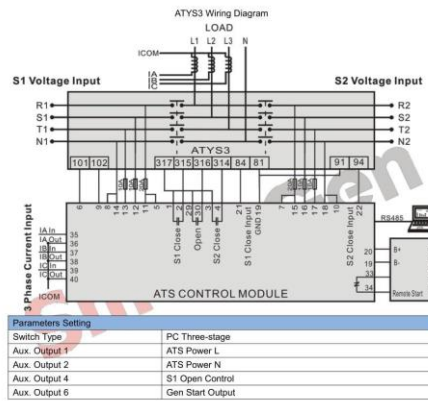 ATYS3 Wiring Diagram
LOAD
L1 L2 L3 N
ICOM
IA
IB
IC
S1 Voltage Input
S2 Voltage Input
R1 R2
S1 S2
T1 T2
N1 N2
ATYS3
101 102 317 315 316 314 84 81 91 94
6 9 8 14 13 12 11 5 1 2 3 4 21 19 7 15 16 17 18 10 22
S1 Close
Open
S2 Close
S1 Close Input
GND
S2 Close Input
RS485
3 Phase Current Input
IA In
IA Out
IB In
IB Out
IC In
IC Out
ICOM
35
36
37
38
39
40
20 B+
19 B-
33
34 Remote Start
ATS CONTROL MODULE
Parameters Setting
Switch Type PC Three-stage
Aux. Output 1 ATS Power L
Aux. Output 2 ATS Power N
Aux. Output 4 S1 Open Control
Aux. Output 6 Gen Start Output